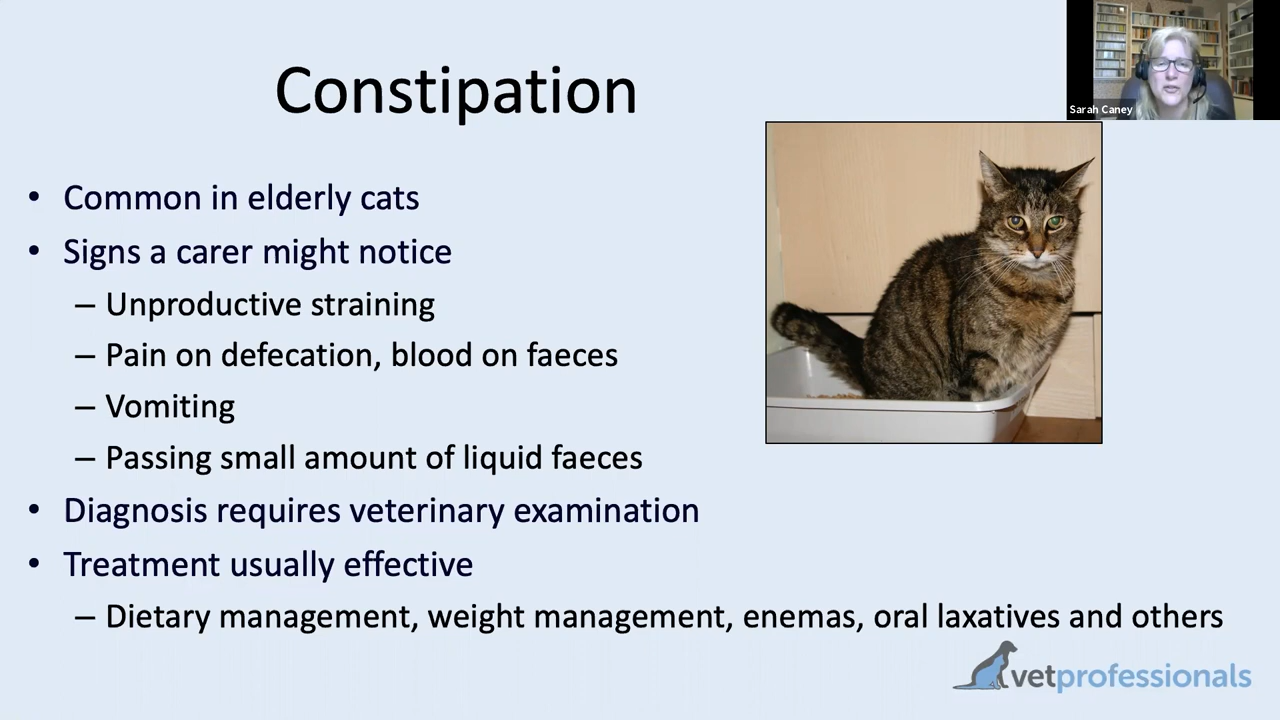 Constipation
Sarah Caney
• Common in elderly cats
• Signs a carer might notice
– Unproductive straining
– Pain on defecation, blood on faeces
– Vomiting
– Passing small amount of liquid faeces
• Diagnosis requires veterinary examination
• Treatment usually effective
– Dietary management, weight management, enemas, oral laxatives and others
vetprofessionals